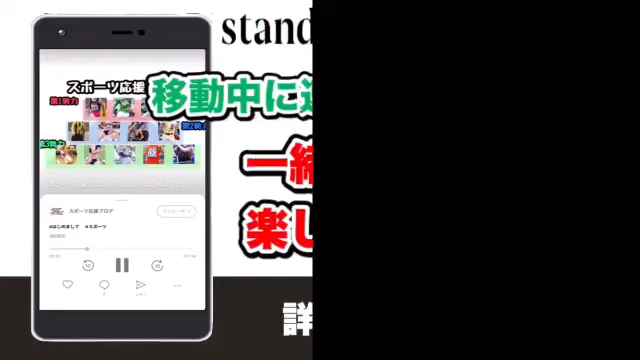 stand
スポーツ応援
移動中に
第1勢力
第2勢力
第3勢力
一緒
楽し
スポーツ応援ブログ
#はじめまして #スポーツ
15
15
詳